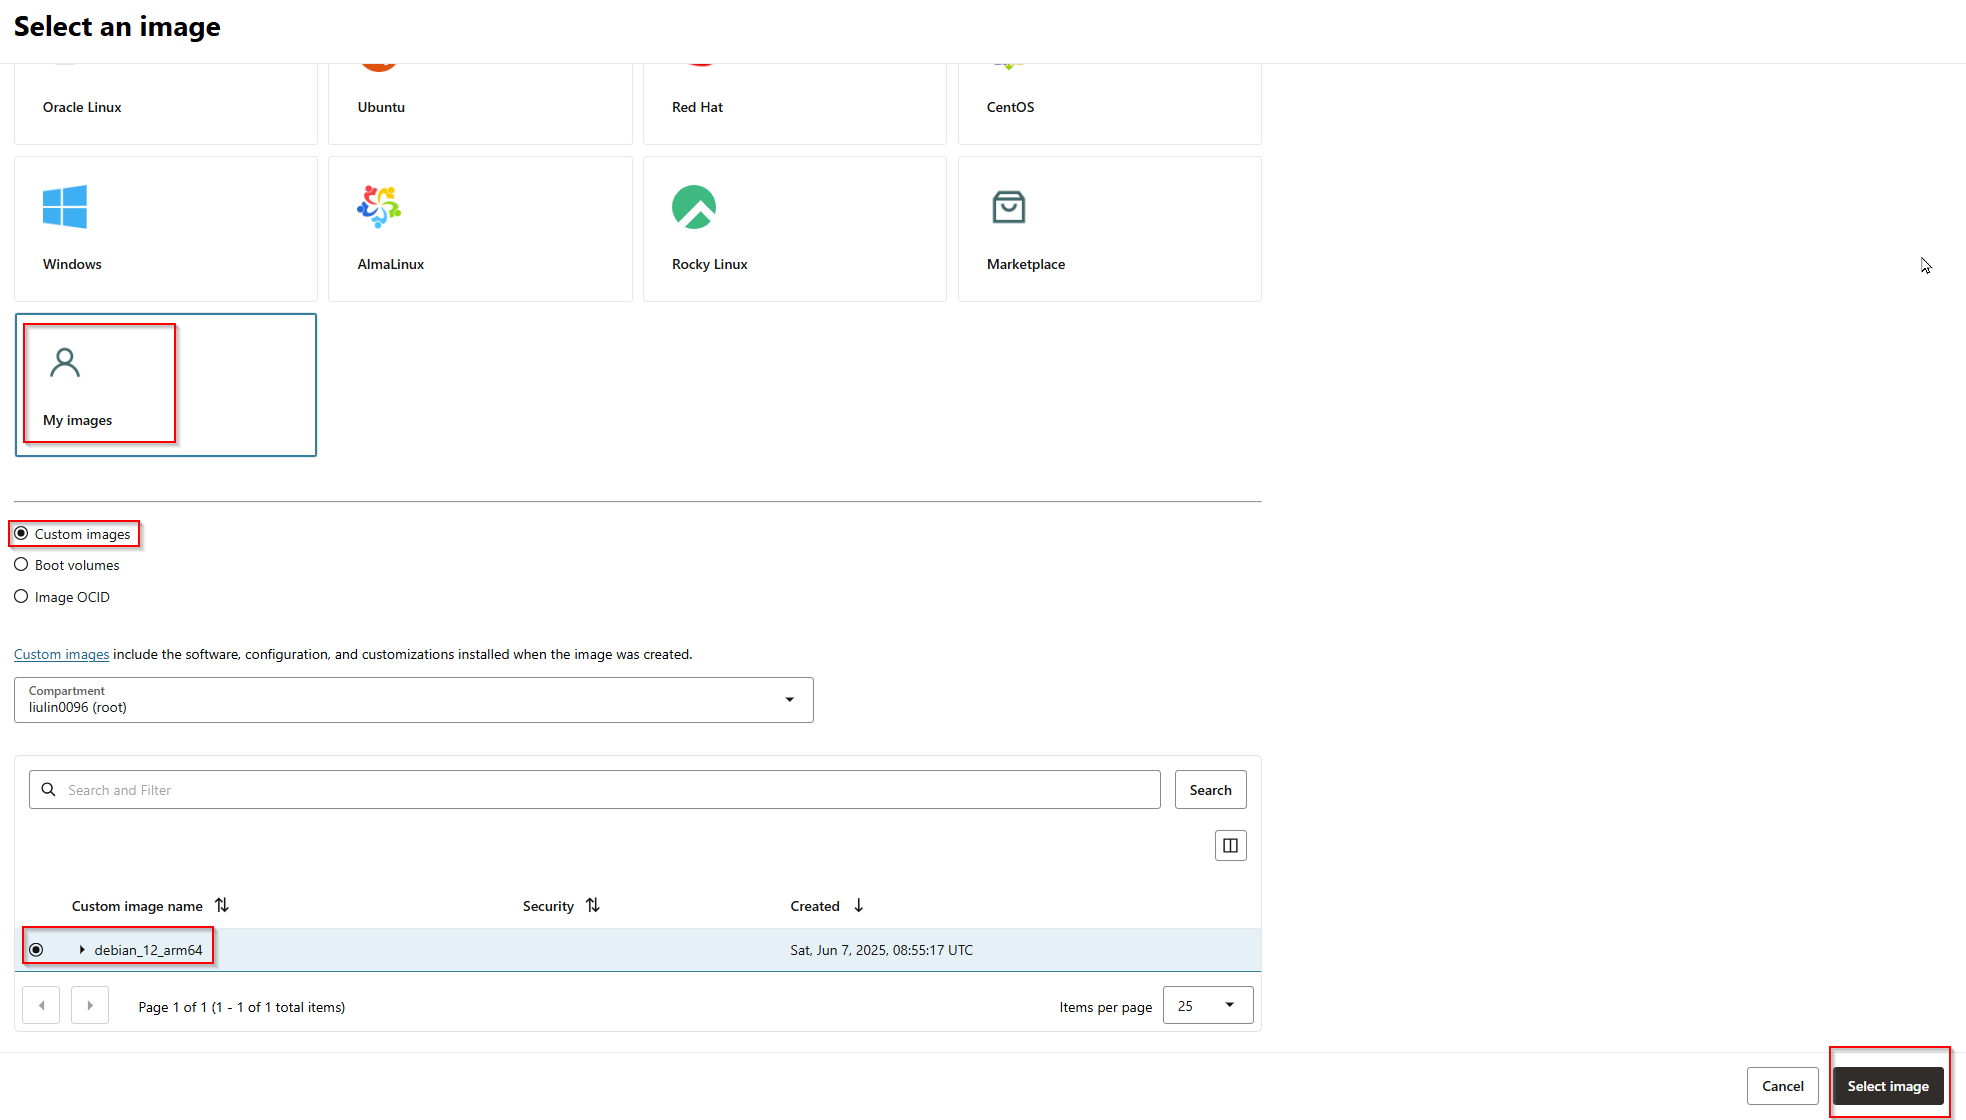 Select an image
Oracle Linux
Ubuntu
Red Hat
CentOS
Windows
AlmaLinux
Rocky Linux
Marketplace
My images
Custom images
Boot volumes
Image OCID
Custom images include the software, configuration, and customizations installed when the image was created.
Compartment
liulin0096 (root)
Search and Filter
Search
Custom image name
Security
Created
debian_12_arm64
Sat, Jun 7, 2025, 08:55:17 UTC
Page 1 of 1 (1 - 1 of 1 total items)
Items per page
25
Cancel
Select image